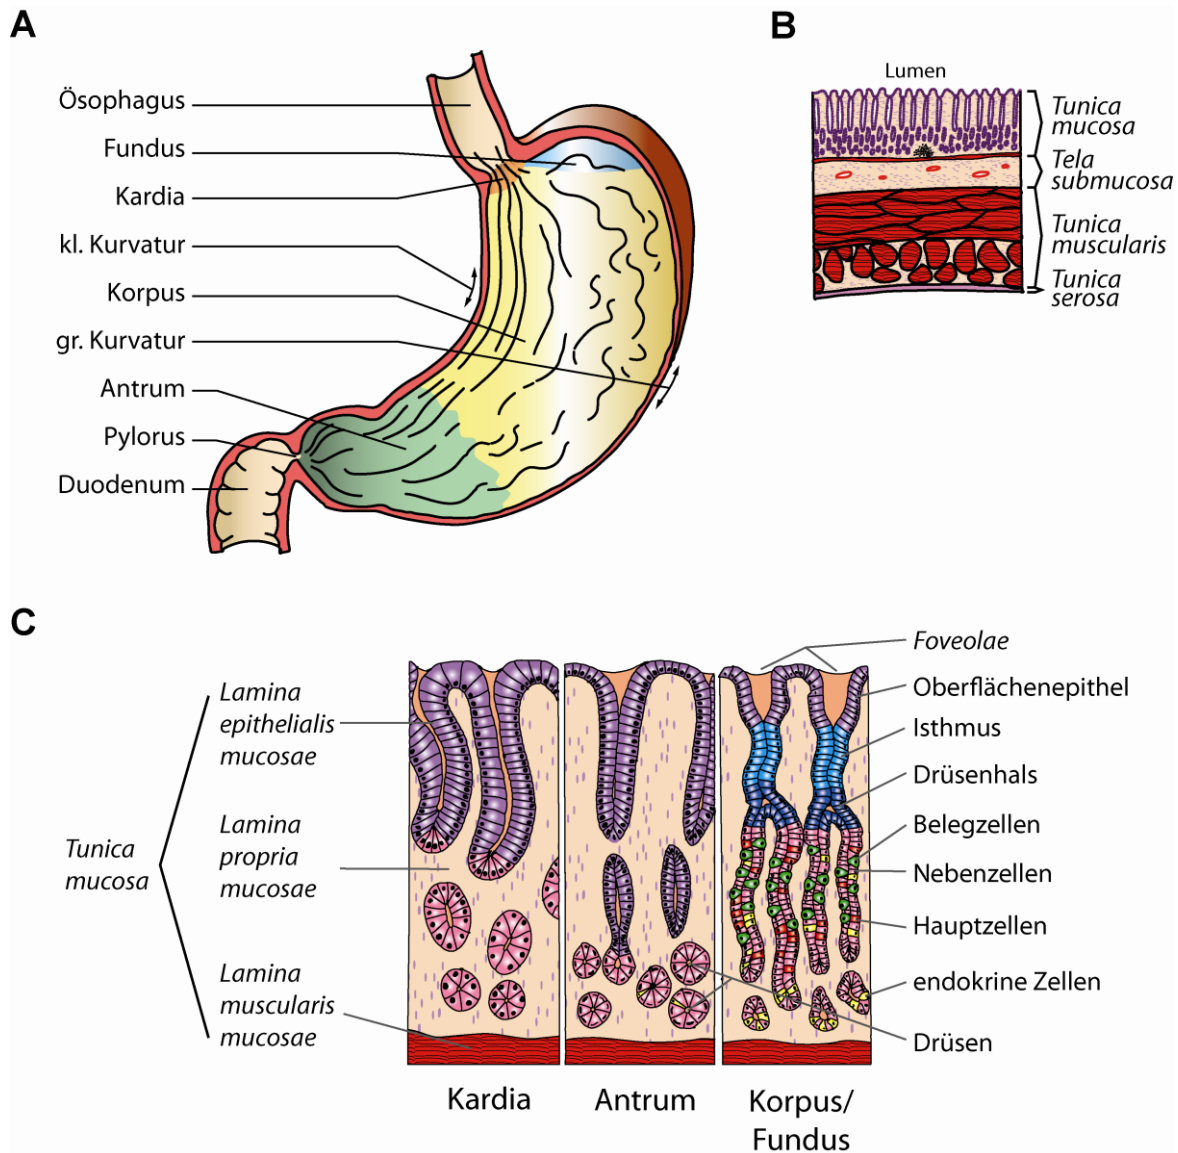 A
Ösophagus
Fundus
Kardia
kl. Kurvatur
Korpus
gr. Kurvatur
Antrum
Pylorus
Duodenum
B
Lumen
Tunica
mucosa
Tela
submucosa
Tunica
muscularis
Tunica
serosa
C
Tunica
mucosa
Lamina
epithelialis
mucosae
Lamina
propria
mucosae
Lamina
muscularis
mucosae
Foveolae
Oberflächenepithel
Isthmus
Drüsenhals
Belegzellen
Nebenzellen
Hauptzellen
endokrine Zellen
Drüsen
Kardia
Antrum
Korpus/
Fundus